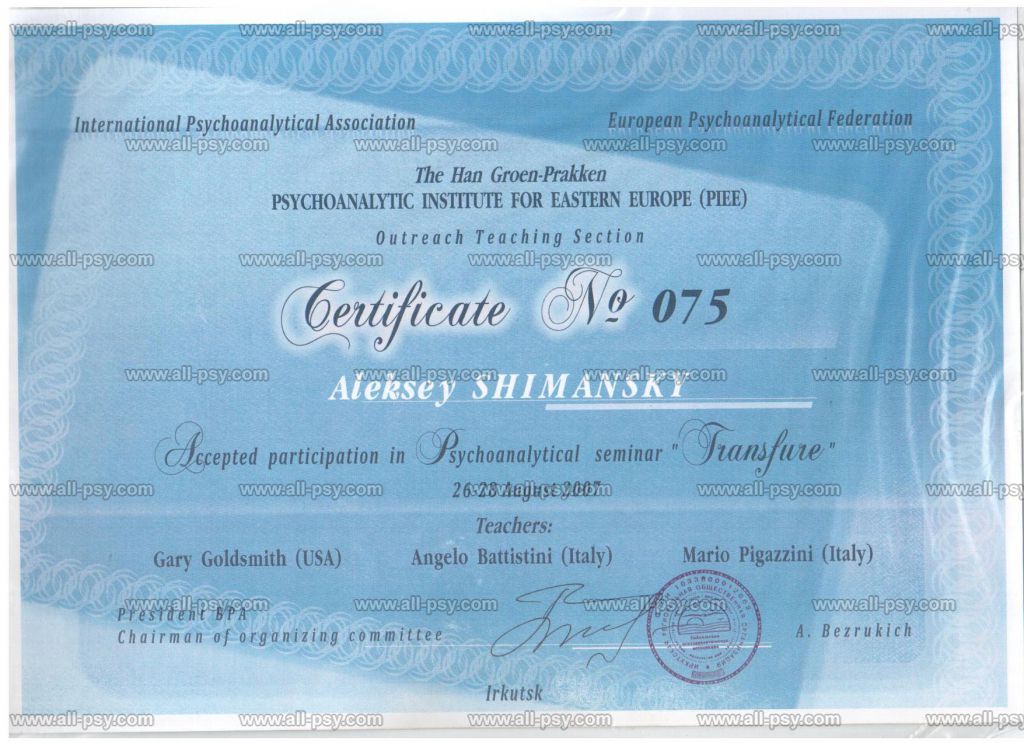 International Psychoanalytical Association
European Psychoanalytical Federation
The Han Groen-Prakken
PSYCHOANALYTIC INSTITUTE FOR EASTERN EUROPE (PIEE)
Outreach Teaching Section
Certificate № 075
Aleksey SHIMANSKY
Accepted participation in Psychoanalytical seminar "Transfure"
26-28 August 2007
Teachers:
Gary Goldsmith (USA) Angelo Battistini (Italy) Mario Pigazzini (Italy)
President BPA
Chairman of organizing committee
A. Bezrukich
Irkutsk
www.all-psy.com